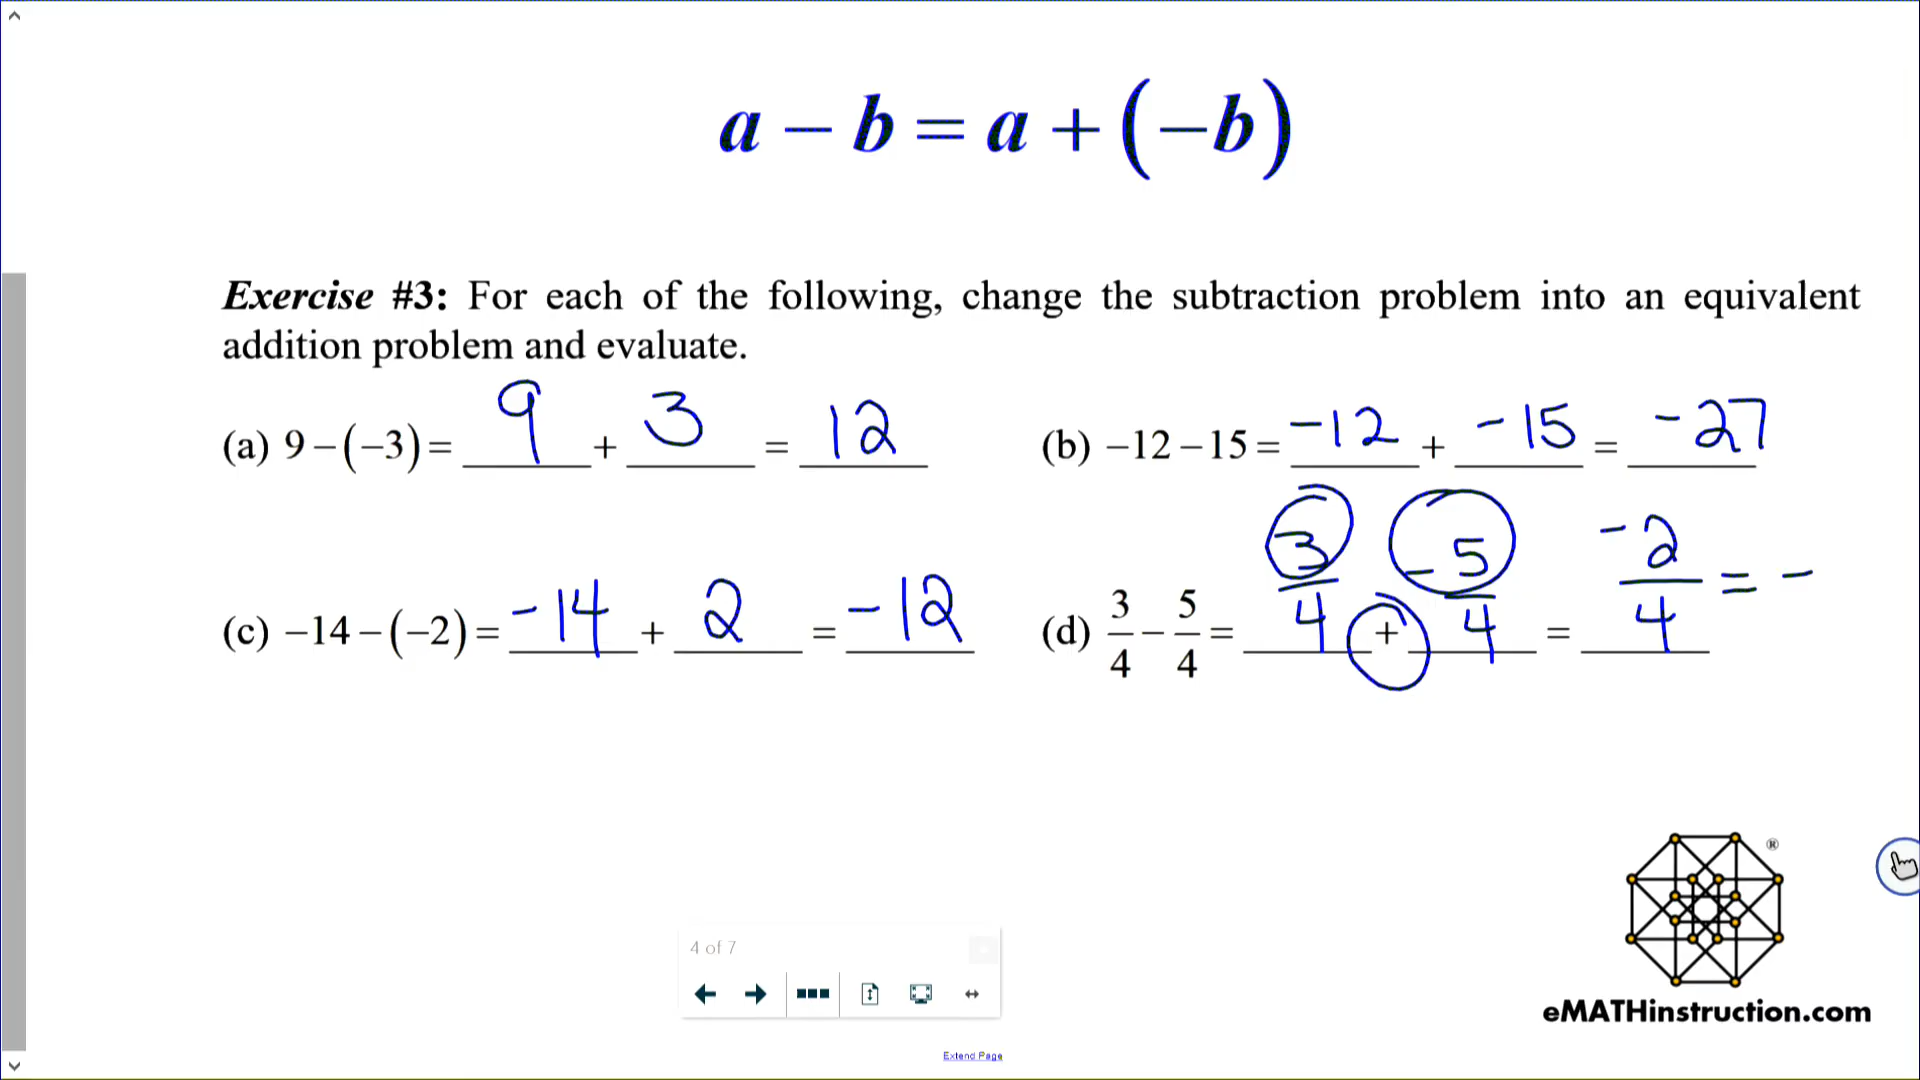 a − b = a + (−b)
Exercise #3: For each of the following, change the subtraction problem into an equivalent
addition problem and evaluate.
(a) 9 − (−3) = 9 + 3 = 12
(b) −12 − 15 = −12 + −15 = −27
(c) −14 − (−2) = −14 + 2 = −12
(d) 3/4 − 5/4 = 3/4 + −5/4 = −2/4 = −
®
eMATHinstruction.com
4 of 7
Extend Page